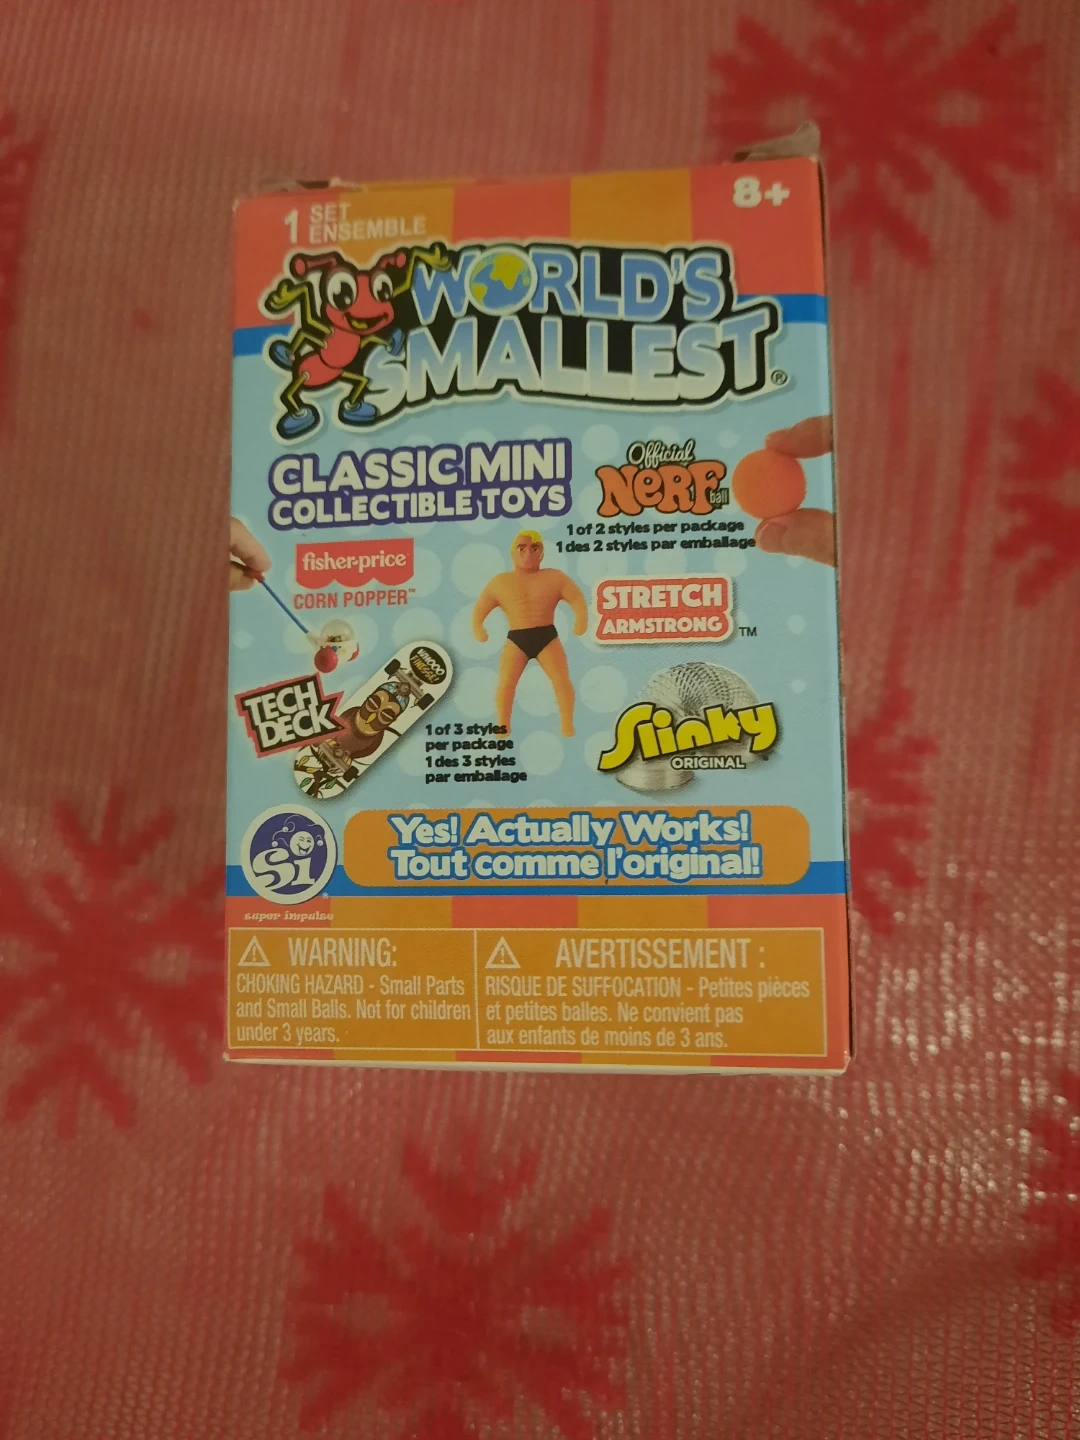 1 SET
ENSEMBLE
8+
WORLD'S
SMALLEST®
CLASSIC MINI
COLLECTIBLE TOYS
Official
NERF
ball
1 of 2 styles per package
1 des 2 styles par emballage
fisher-price
CORN POPPER™
STRETCH
ARMSTRONG ™
WHOOO
THERE?
TECH
DECK
1 of 3 styles
per package
1 des 3 styles
par emballage
Slinky
ORIGINAL
Si®
super impulse
Yes! Actually Works!
Tout comme l'original!
⚠ WARNING:
CHOKING HAZARD - Small Parts
and Small Balls. Not for children
under 3 years.
⚠ AVERTISSEMENT :
RISQUE DE SUFFOCATION - Petites pièces
et petites balles. Ne convient pas
aux enfants de moins de 3 ans.